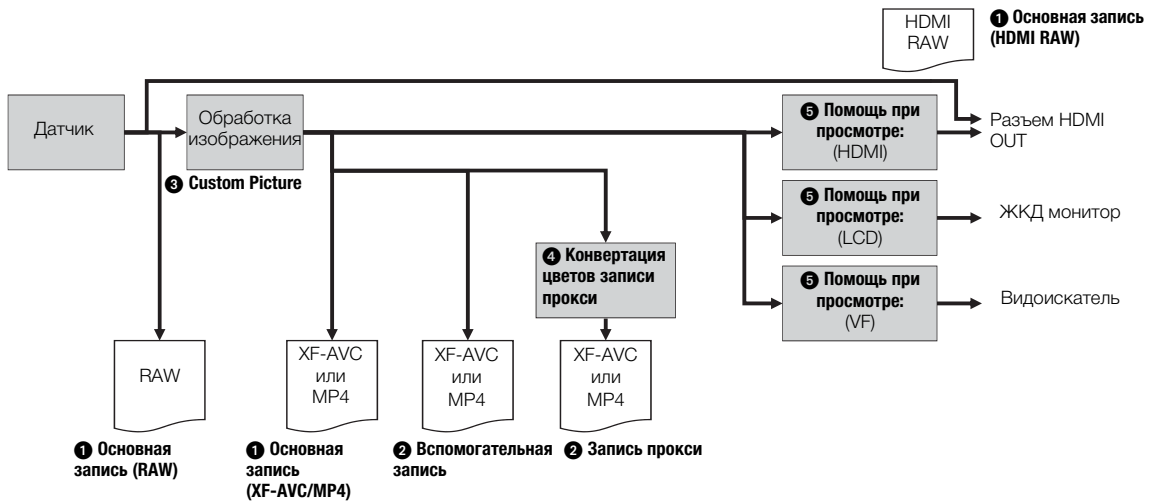 HDMI
RAW
❶ Основная запись
(HDMI RAW)
Датчик
Обработка
изображения
❸ Custom Picture
❺ Помощь при
просмотре:
(HDMI)
Разъем HDMI
OUT
❺ Помощь при
просмотре:
(LCD)
ЖКД монитор
❹ Конвертация
цветов записи
прокси
❺ Помощь при
просмотре:
(VF)
Видоискатель
RAW
XF-AVC
или
MP4
XF-AVC
или
MP4
XF-AVC
или
MP4
❶ Основная
запись (RAW)
❶ Основная
запись
(XF-AVC/MP4)
❷ Вспомогательная
запись
❷ Запись прокси